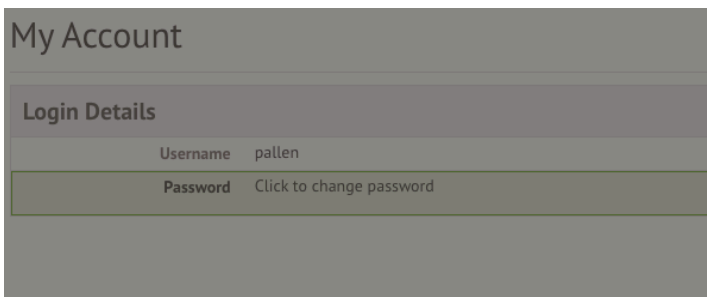 My Account
Login Details
Username pallen
Password Click to change password